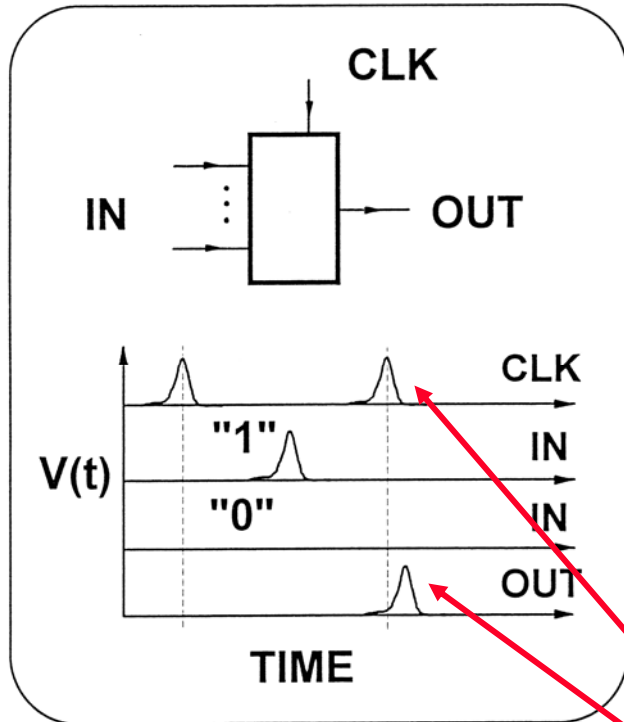 CLK
IN
OUT
CLK
"1"
IN
V(t)
"0"
IN
OUT
TIME